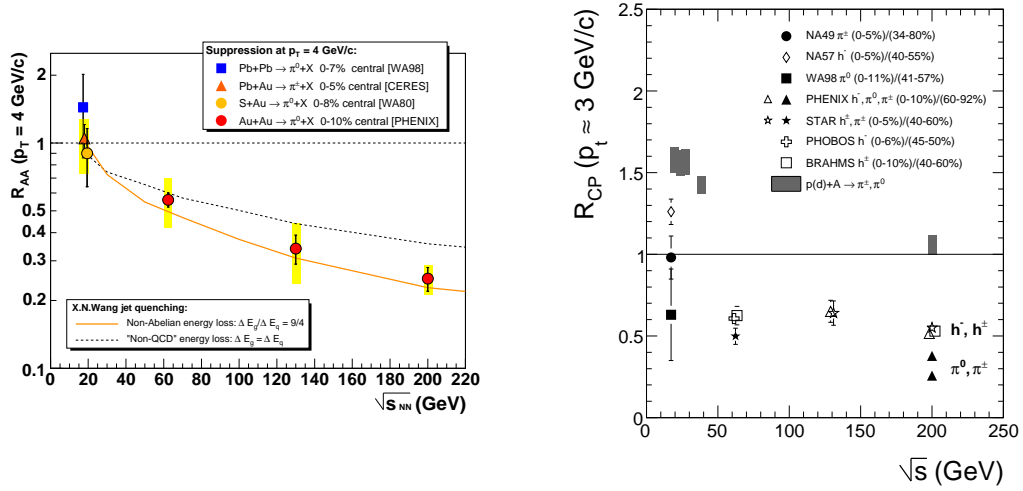 R_AA (p_T = 4 GeV/c)
2
1
0.5
0.4
0.3
0.2
0.1
Suppression at p_T = 4 GeV/c:
Pb+Pb → π⁰+X 0-7% central [WA98]
Pb+Au → π^±+X 0-5% central [CERES]
S+Au → π⁰+X 0-8% central [WA80]
Au+Au → π⁰+X 0-10% central [PHENIX]
X.N.Wang jet quenching:
Non-Abelian energy loss: Δ E_g/Δ E_q = 9/4
"Non-QCD" energy loss: Δ E_g = Δ E_q
0 20 40 60 80 100 120 140 160 180 200 220
√s_NN (GeV)
R_CP (p_t ≈ 3 GeV/c)
2.5
2
1.5
1
0.5
0
NA49 π^± (0-5%)/(34-80%)
NA57 h^- (0-5%)/(40-55%)
WA98 π⁰ (0-11%)/(41-57%)
PHENIX h^-, π⁰, π^± (0-10%)/(60-92%)
STAR h^±, π^± (0-5%)/(40-60%)
PHOBOS h^- (0-6%)/(45-50%)
BRAHMS h^± (0-10%)/(40-60%)
p(d)+A → π^±, π⁰
h^-, h^±
π⁰, π^±
0 50 100 150 200 250
√s (GeV)